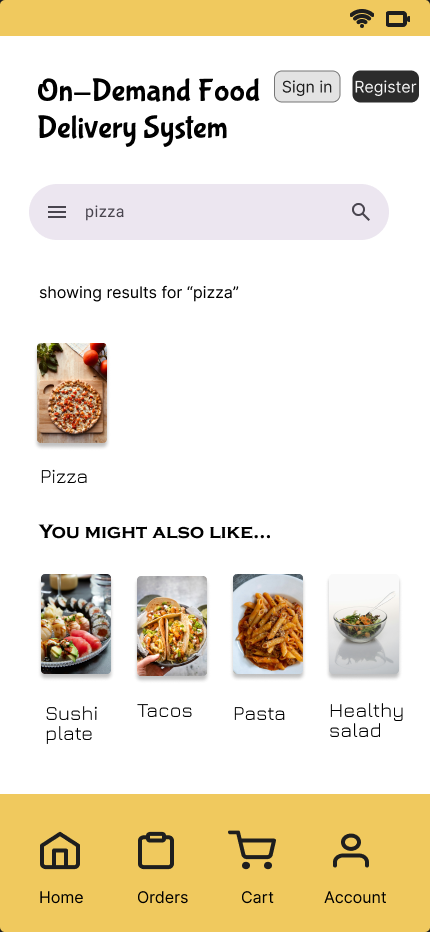 On-Demand Food
Delivery System
Sign in
Register
pizza
showing results for “pizza”
Pizza
You might also like...
Sushi
plate
Tacos
Pasta
Healthy
salad
Home
Orders
Cart
Account